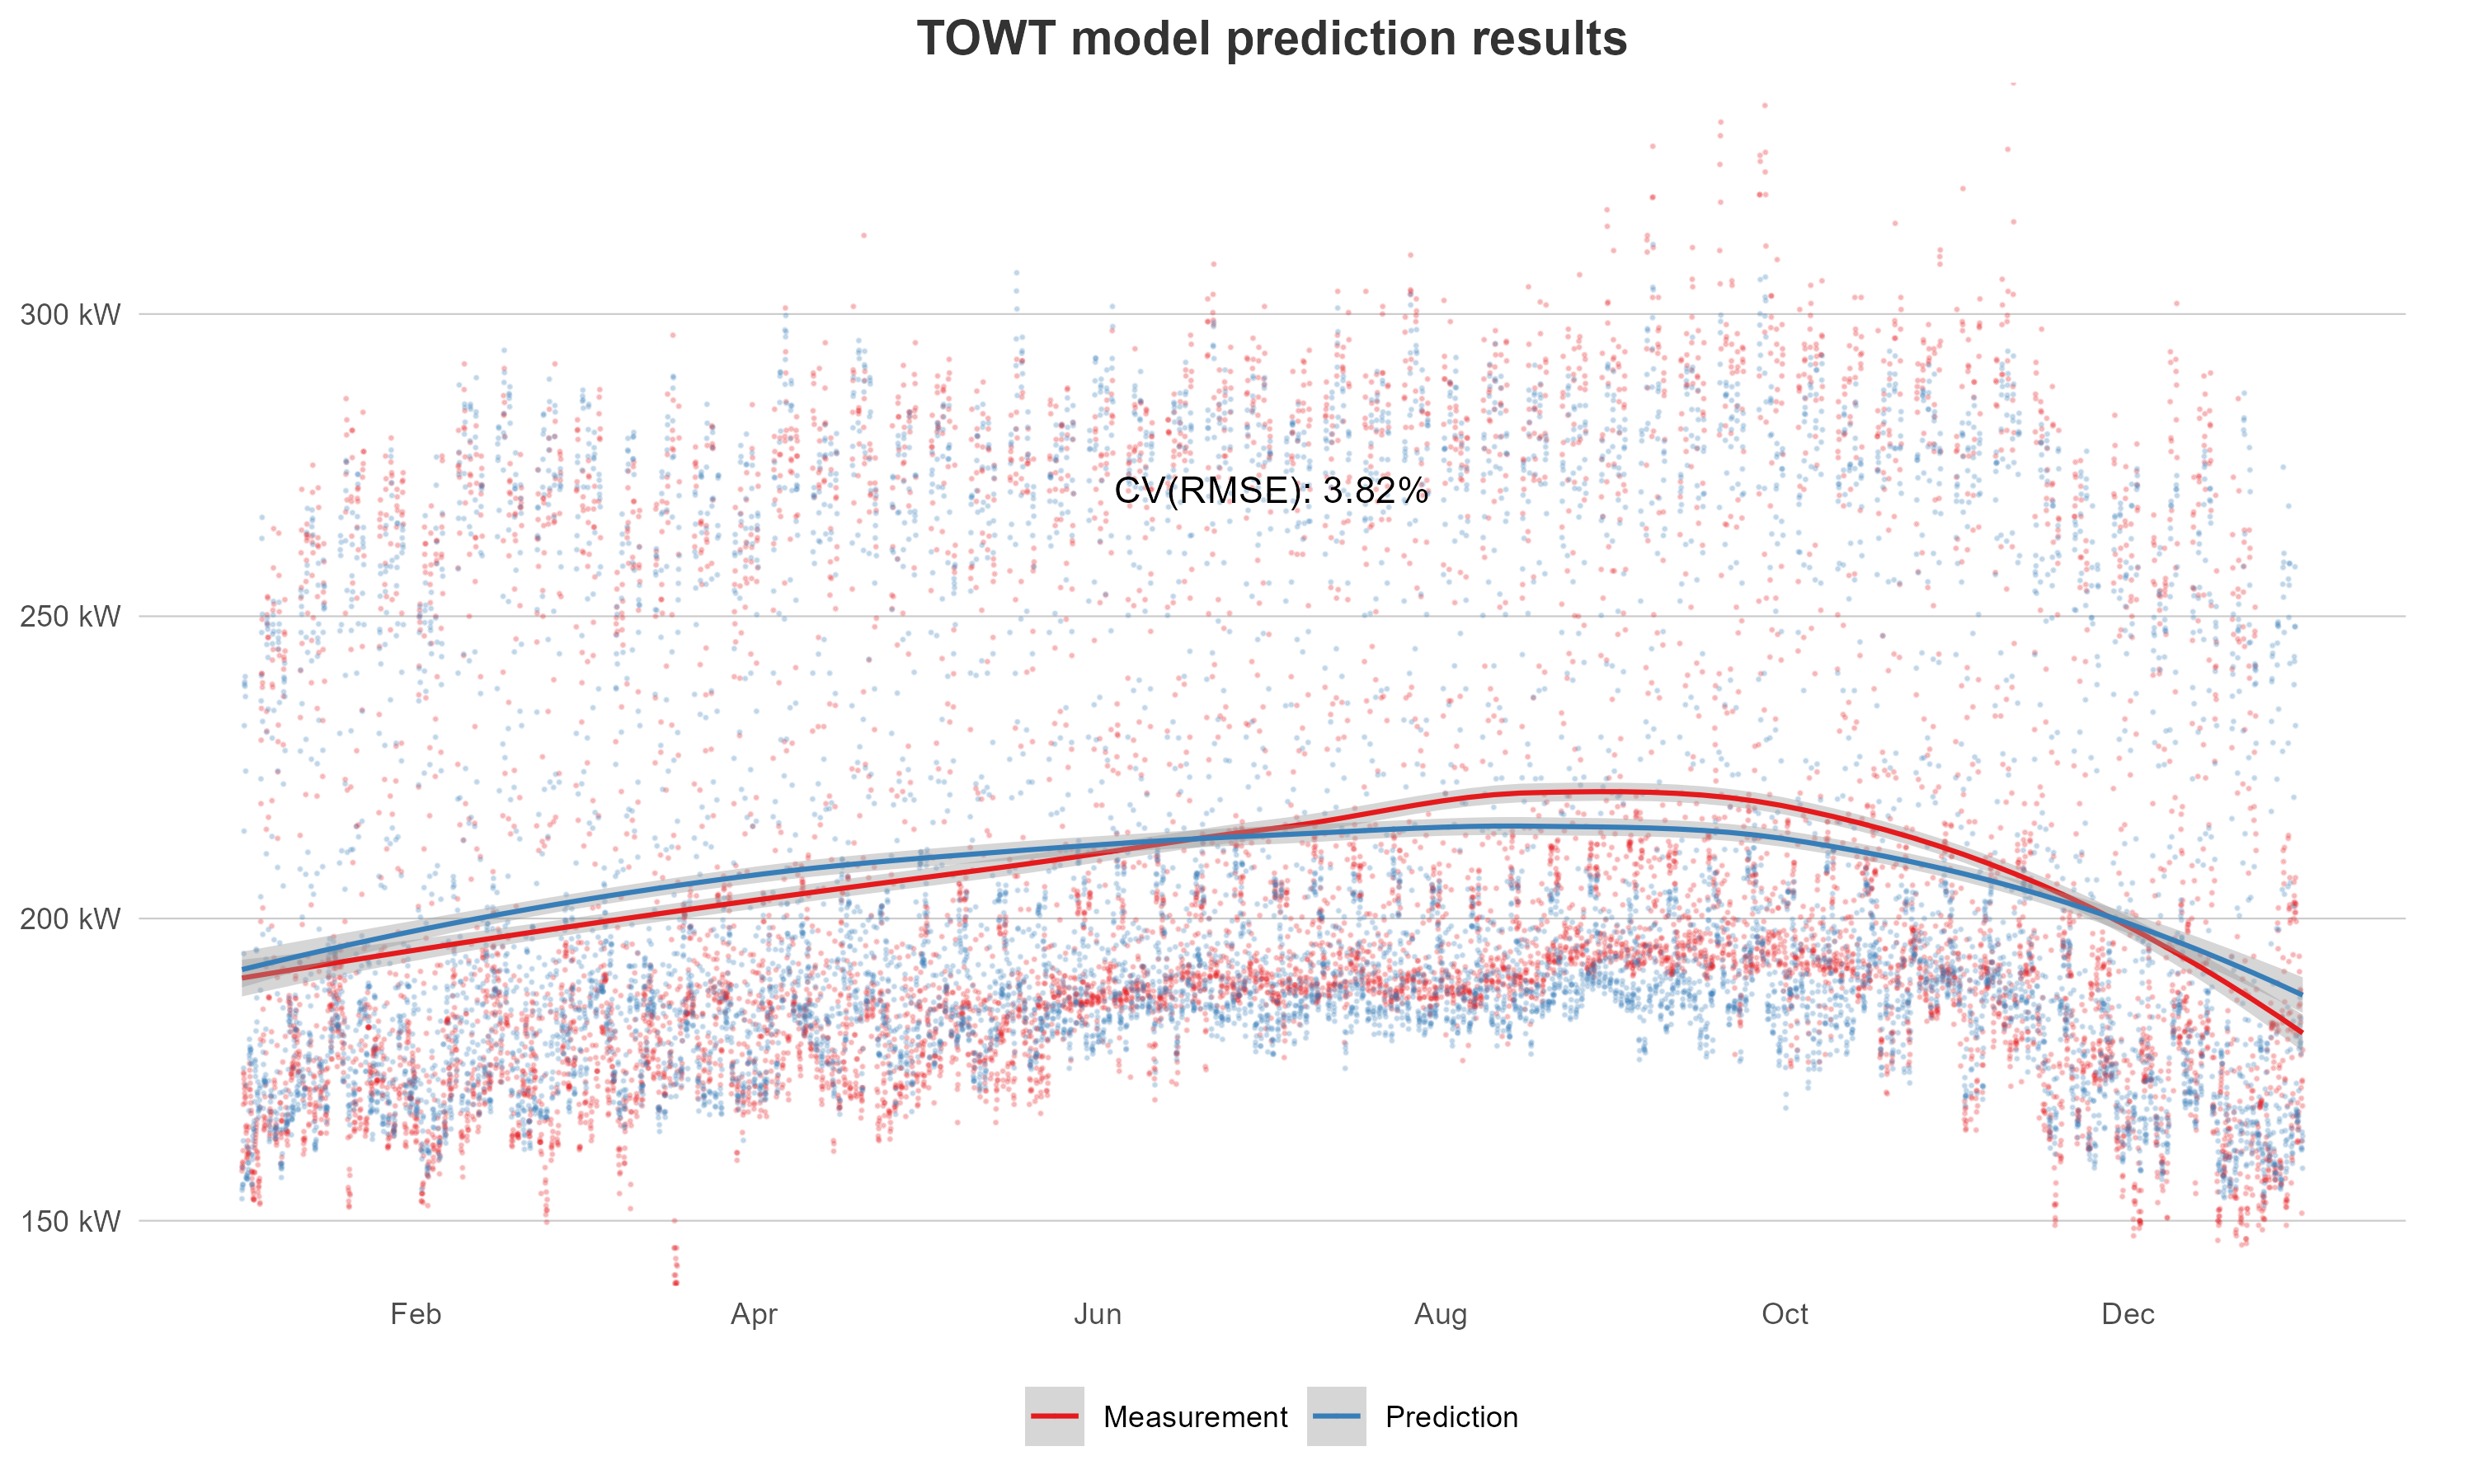 TOWT model prediction results
300 kW
CV(RMSE): 3.82%
250 kW
200 kW
150 kW
Feb Apr Jun Aug Oct Dec
Measurement Prediction